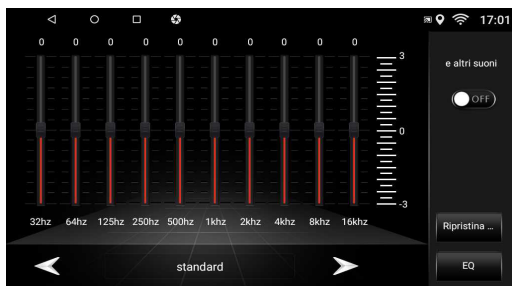 17:01
0 0 0 0 0 0 0 0 0 0
3
e altri suoni
OFF
0
-3
32hz 64hz 125hz 250hz 500hz 1khz 2khz 4khz 8khz 16khz
Ripristina ...
standard
EQ